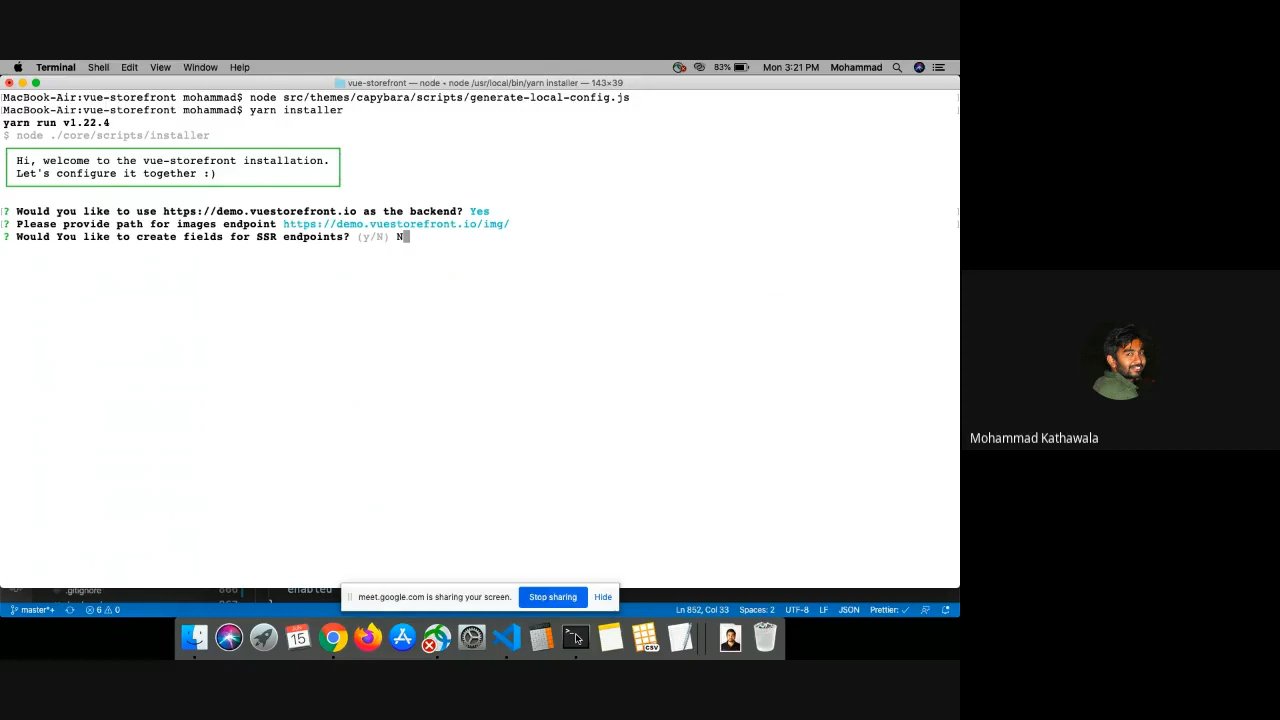 Terminal Shell Edit View Window Help 83% Mon 3:21 PM Mohammad
vue-storefront — node • node /usr/local/bin/yarn installer — 143×39
MacBook-Air:vue-storefront mohammad$ node src/themes/capybara/scripts/generate-local-config.js
MacBook-Air:vue-storefront mohammad$ yarn installer
yarn run v1.22.4
$ node ./core/scripts/installer
Hi, welcome to the vue-storefront installation.
Let's configure it together :)
? Would you like to use https://demo.vuestorefront.io as the backend? Yes
? Please provide path for images endpoint https://demo.vuestorefront.io/img/
? Would You like to create fields for SSR endpoints? (y/N) N
Mohammad Kathawala
.gitignore
enabled
meet.google.com is sharing your screen. Stop sharing Hide
master*+ 6 0 Ln 852, Col 33 Spaces: 2 UTF-8 LF JSON Prettier: ✓
15
CSV